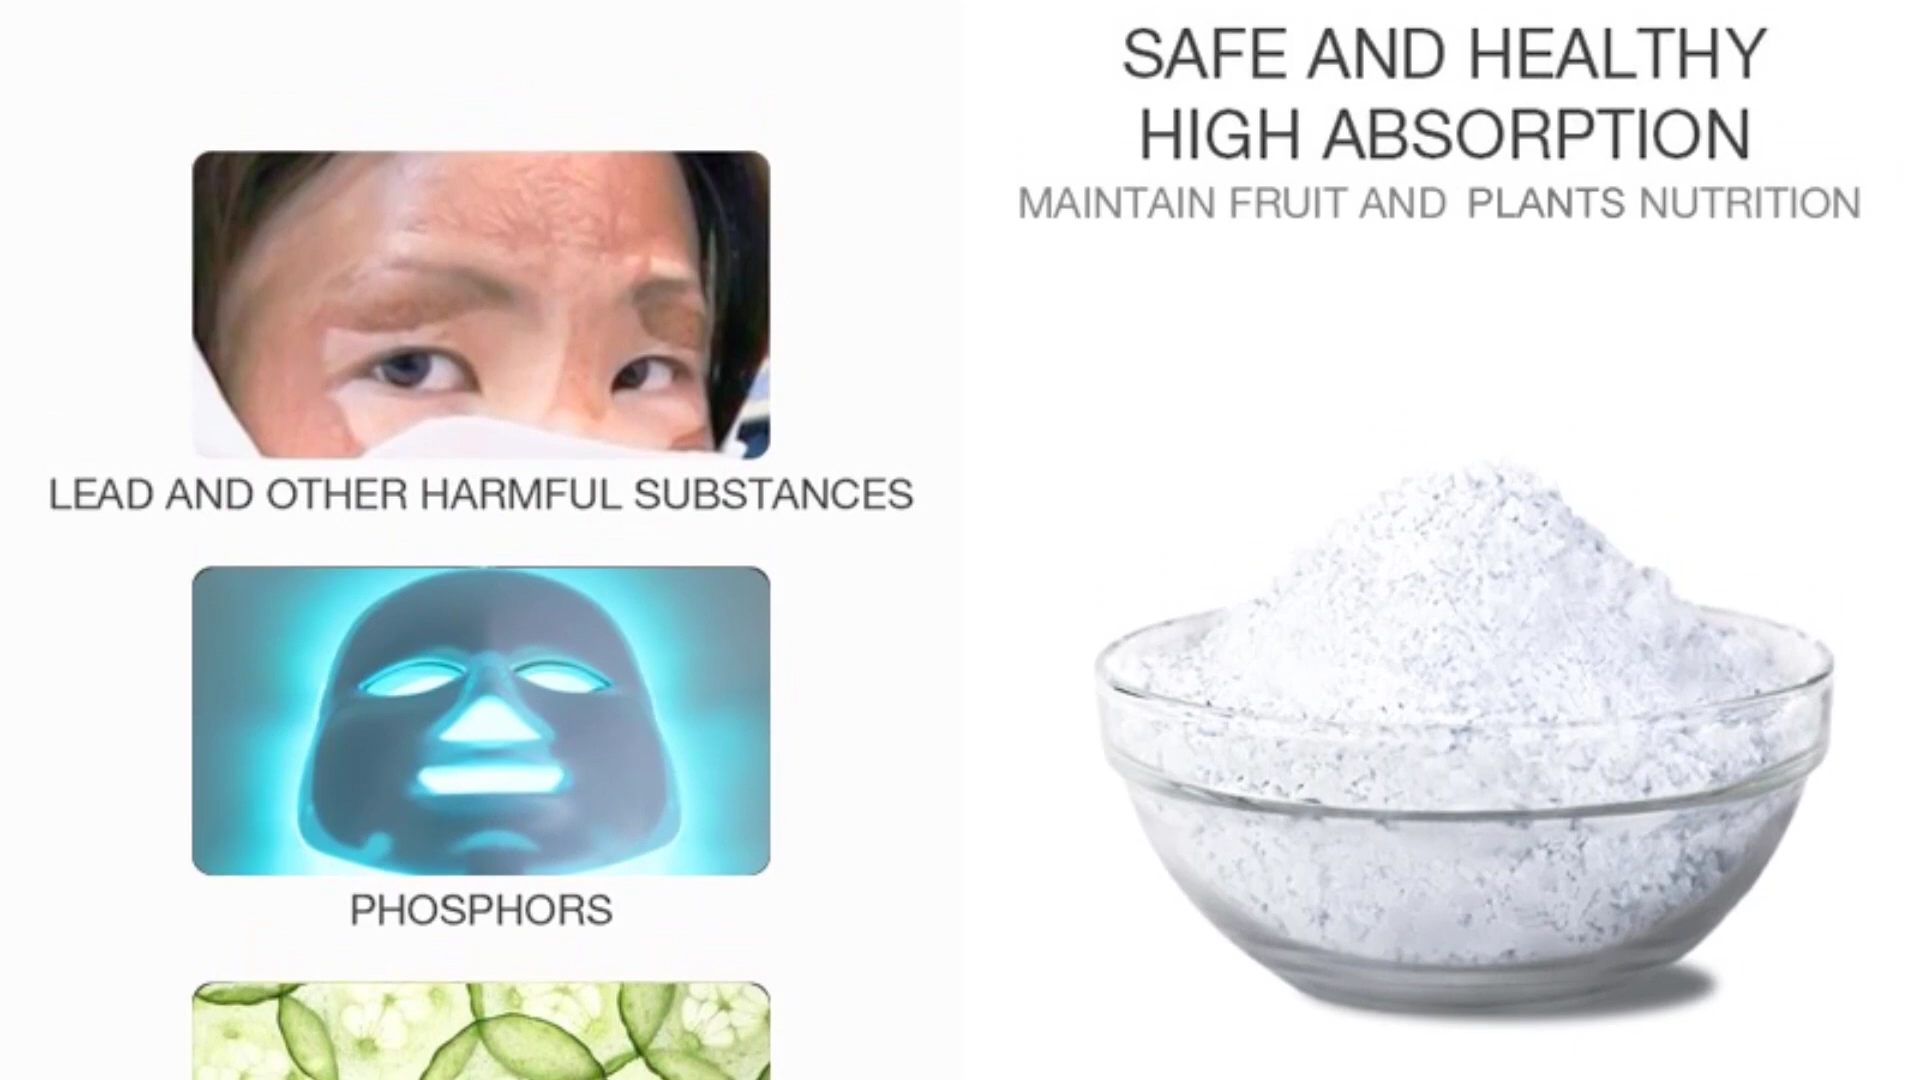 LEAD AND OTHER HARMFUL SUBSTANCES
PHOSPHORS
SAFE AND HEALTHY
HIGH ABSORPTION
MAINTAIN FRUIT AND PLANTS NUTRITION